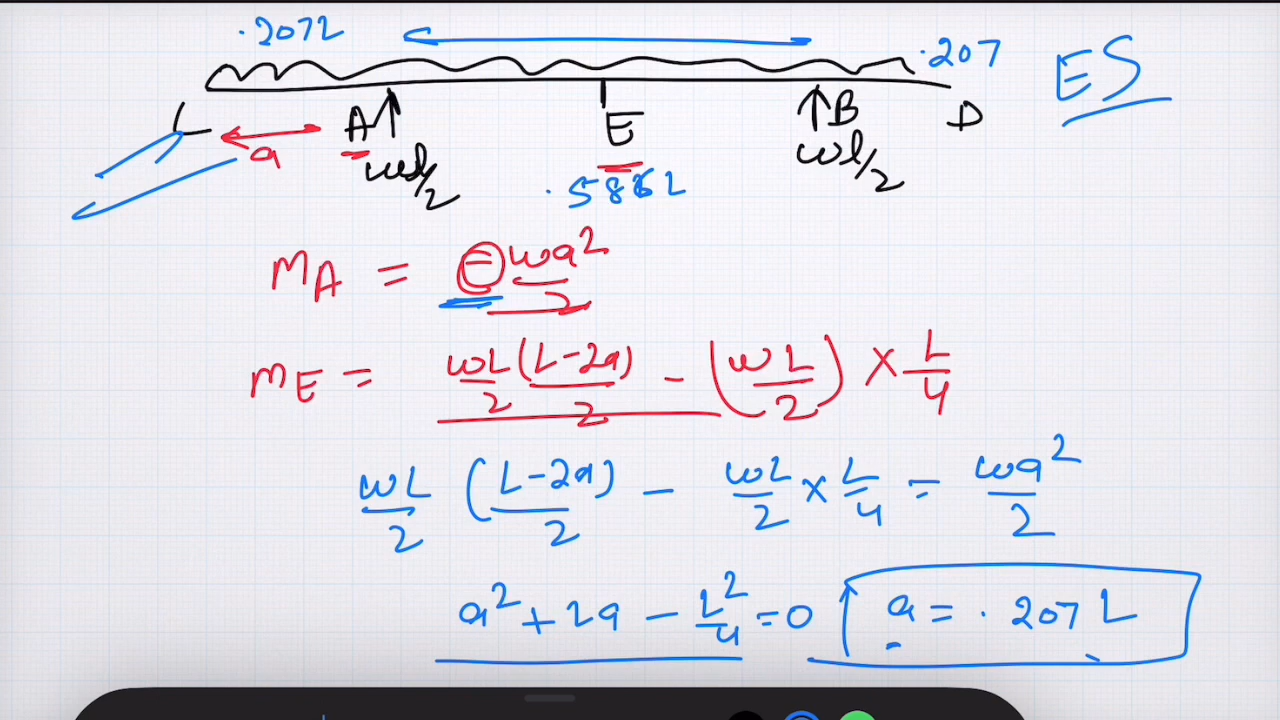 .207L .207 ES
L a A E B D
wl/2 wl/2
.5862L
MA = (-) wa²/2
ME = wL/2 (L-2a)/2 - (wL/2) × L/4
wL/2 (L-2a)/2 - wL/2 × L/4 = wa²/2
a² + La - L²/4 = 0 a = .207 L